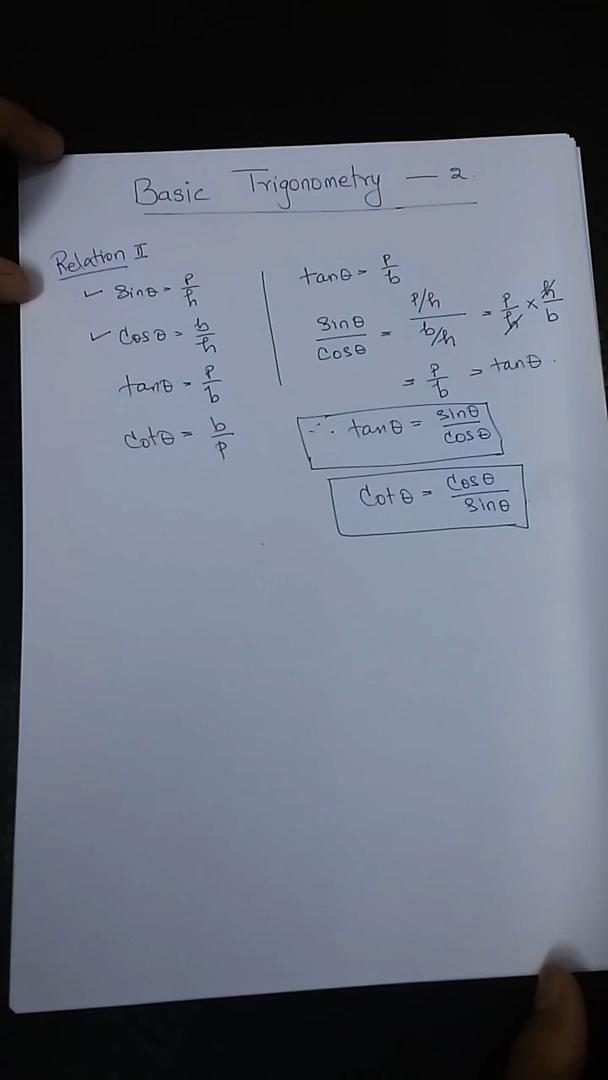 Basic Trigonometry — 2.
Relation II
✓ Sinθ = p/h
✓ Cosθ = b/h
tanθ = p/b
Cotθ = b/p
tanθ = p/b
Sinθ/Cosθ = (p/h)/(b/h) = p/h × h/b
= p/b = tanθ.
∴ tanθ = Sinθ/Cosθ
Cotθ = Cosθ/Sinθ